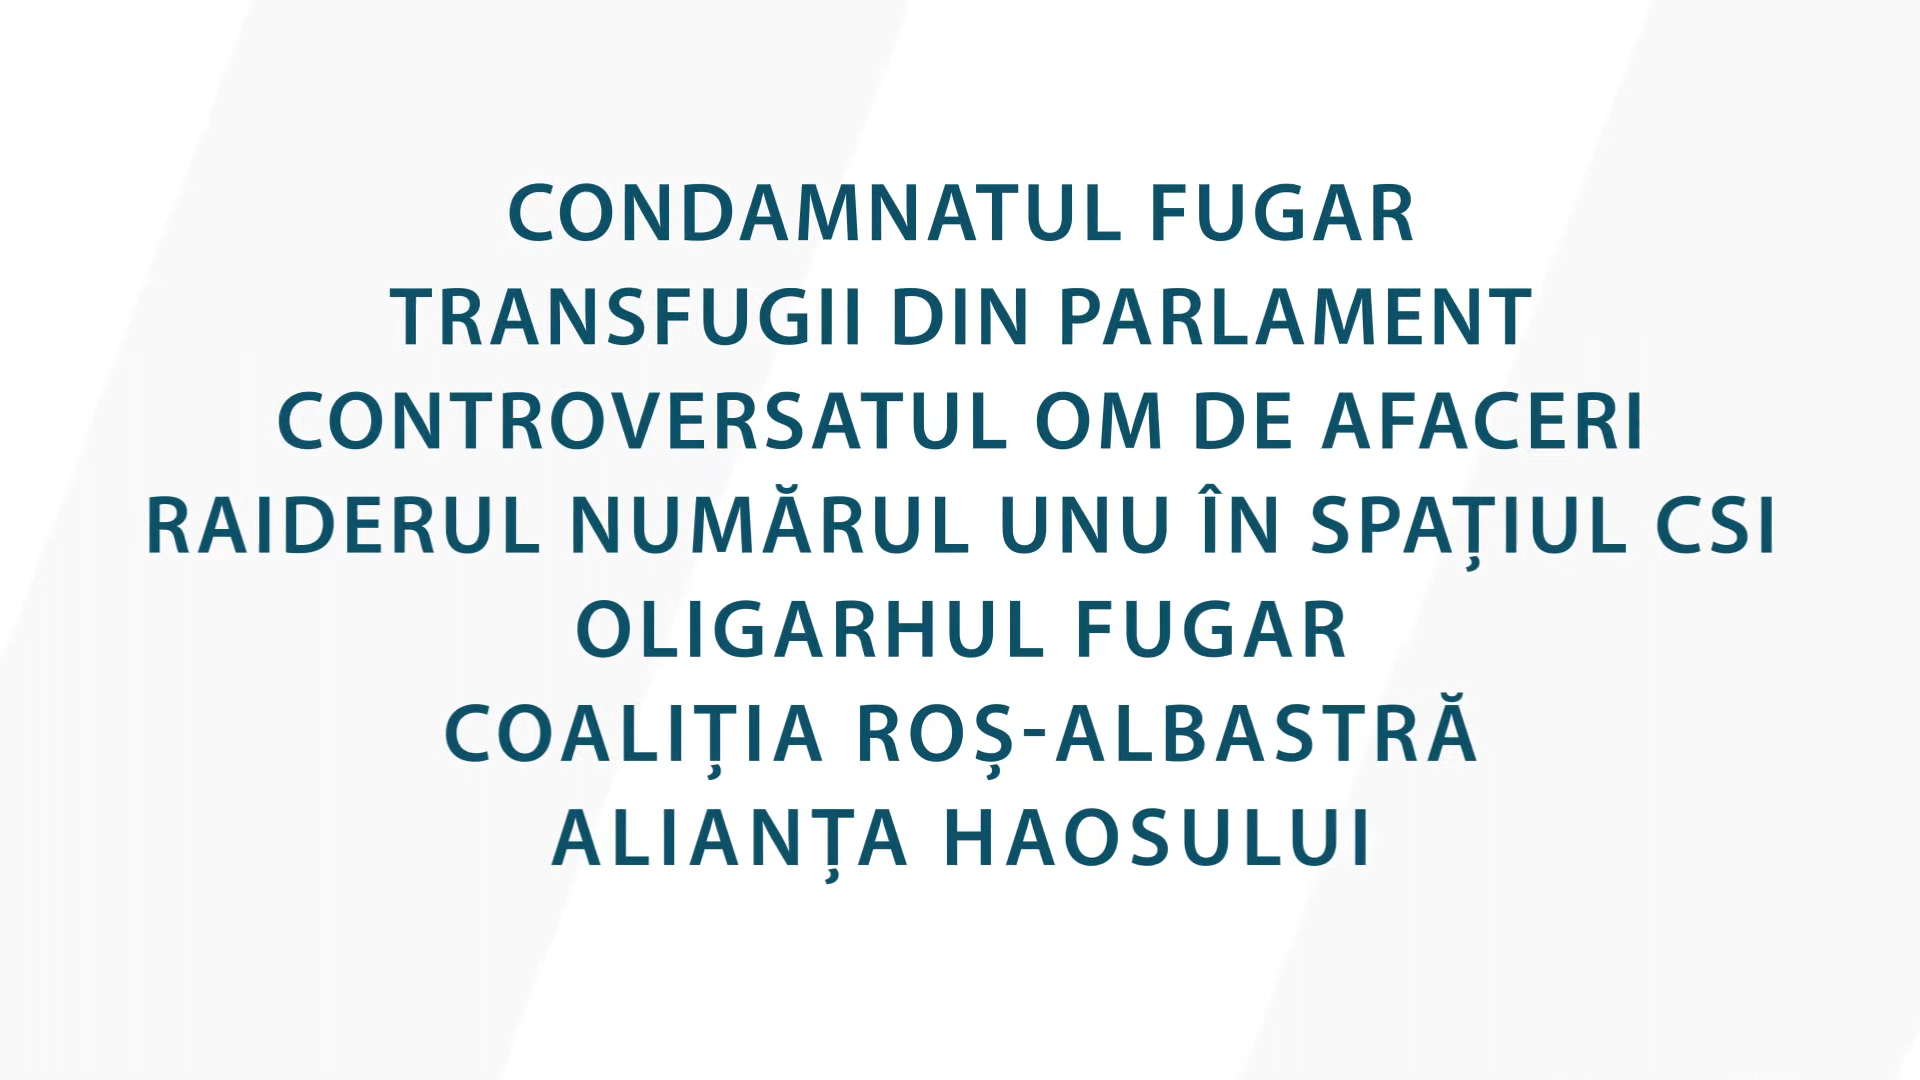 CONDAMNATUL FUGAR
TRANSFUGII DIN PARLAMENT
CONTROVERSATUL OM DE AFACERI
RAIDERUL NUMĂRUL UNU ÎN SPAȚIUL CSI
OLIGARHUL FUGAR
COALIȚIA ROȘ-ALBASTRĂ
ALIANȚA HAOSULUI